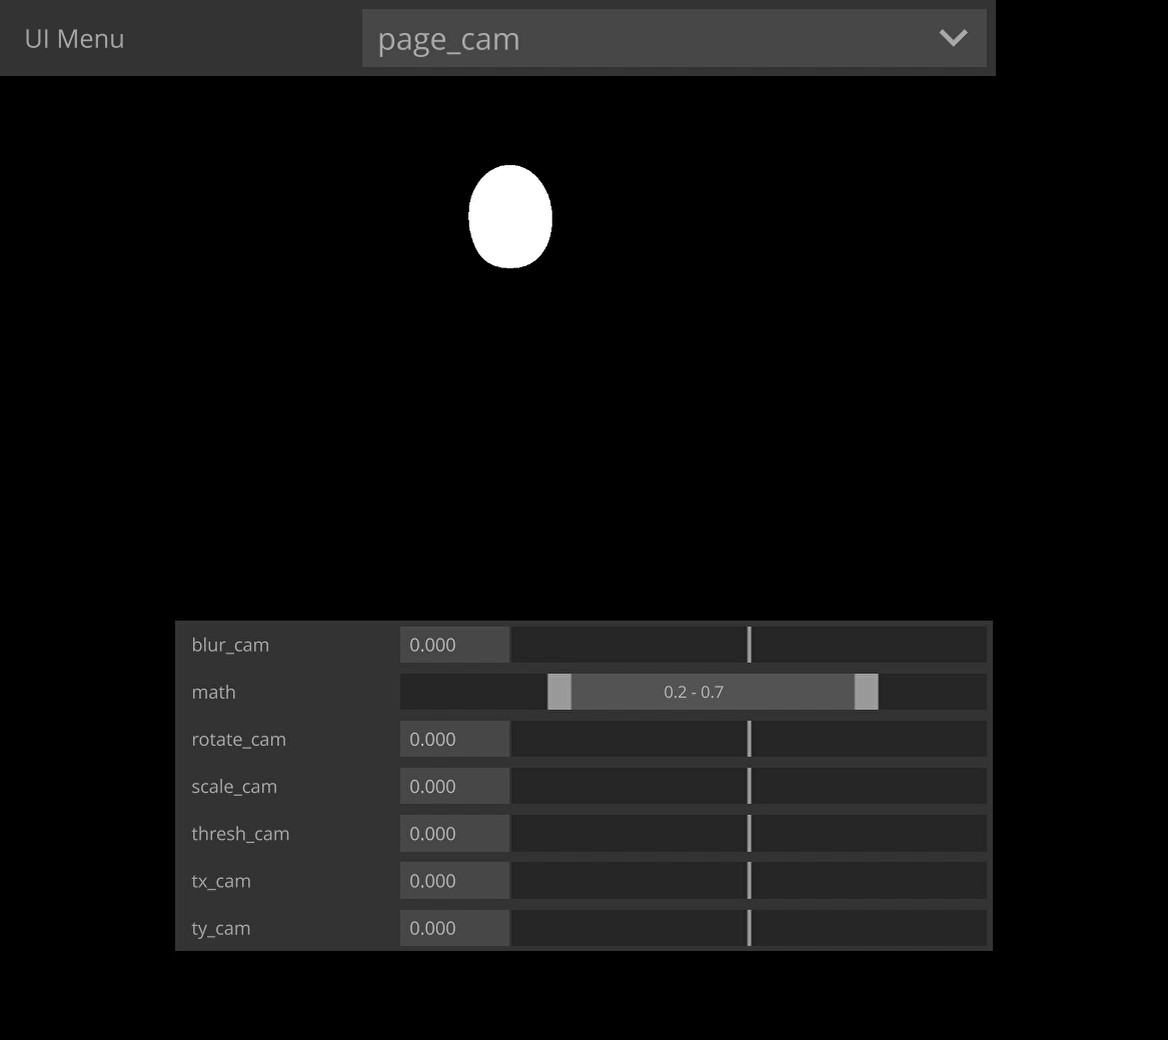 UI Menu page_cam
blur_cam 0.000
math 0.2 - 0.7
rotate_cam 0.000
scale_cam 0.000
thresh_cam 0.000
tx_cam 0.000
ty_cam 0.000